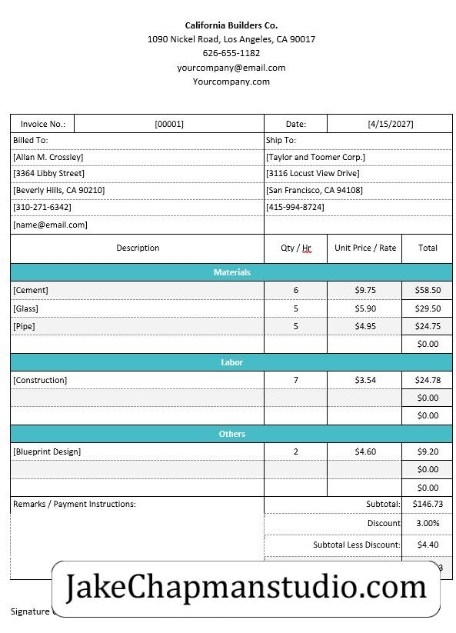 California Builders Co.
1090 Nickel Road, Los Angeles, CA 90017
626-655-1182
yourcompany@email.com
Yourcompany.com
Invoice No.: [00001] Date: [4/15/2027]
Billed To: Ship To:
[Allan M. Crossley] [Taylor and Toomer Corp.]
[3364 Libby Street] [3116 Locust View Drive]
[Beverly Hills, CA 90210] [San Francisco, CA 94108]
[310-271-6342] [415-994-8724]
[name@email.com]
Description Qty / Hr Unit Price / Rate Total
Materials
[Cement] 6 $9.75 $58.50
[Glass] 5 $5.90 $29.50
[Pipe] 5 $4.95 $24.75
$0.00
Labor
[Construction] 7 $3.54 $24.78
$0.00
$0.00
Others
[Blueprint Design] 2 $4.60 $9.20
$0.00
$0.00
Remarks / Payment Instructions: Subtotal: $146.73
Discount 3.00%
Subtotal Less Discount: $4.40
JakeChapmanstudio.com
Signature